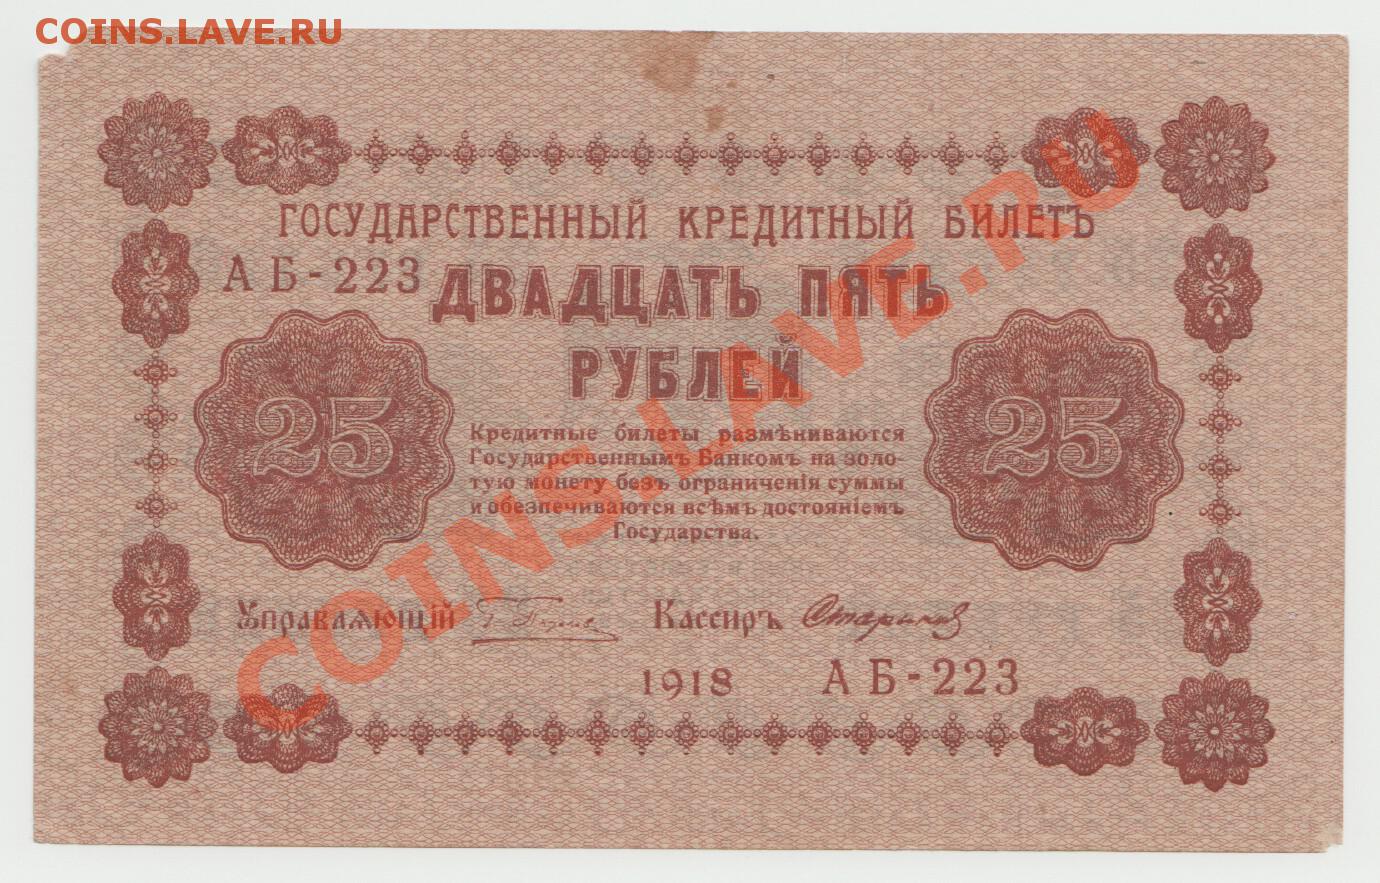 COINS.LAVE.RU
ГОСУДАРСТВЕННЫЙ КРЕДИТНЫЙ БИЛЕТЪ
АБ-223
ДВАДЦАТЬ ПЯТЬ
РУБЛЕЙ
25
25
Кредитные билеты размѣниваются
Государственнымъ Банкомъ на золо-
тую монету безъ ограниченія суммы
и обезпечиваются всѣмъ достояніемъ
Государства.
Управляющій
Кассиръ Стариков
1918 АБ-223
COINS.LAVE.RU